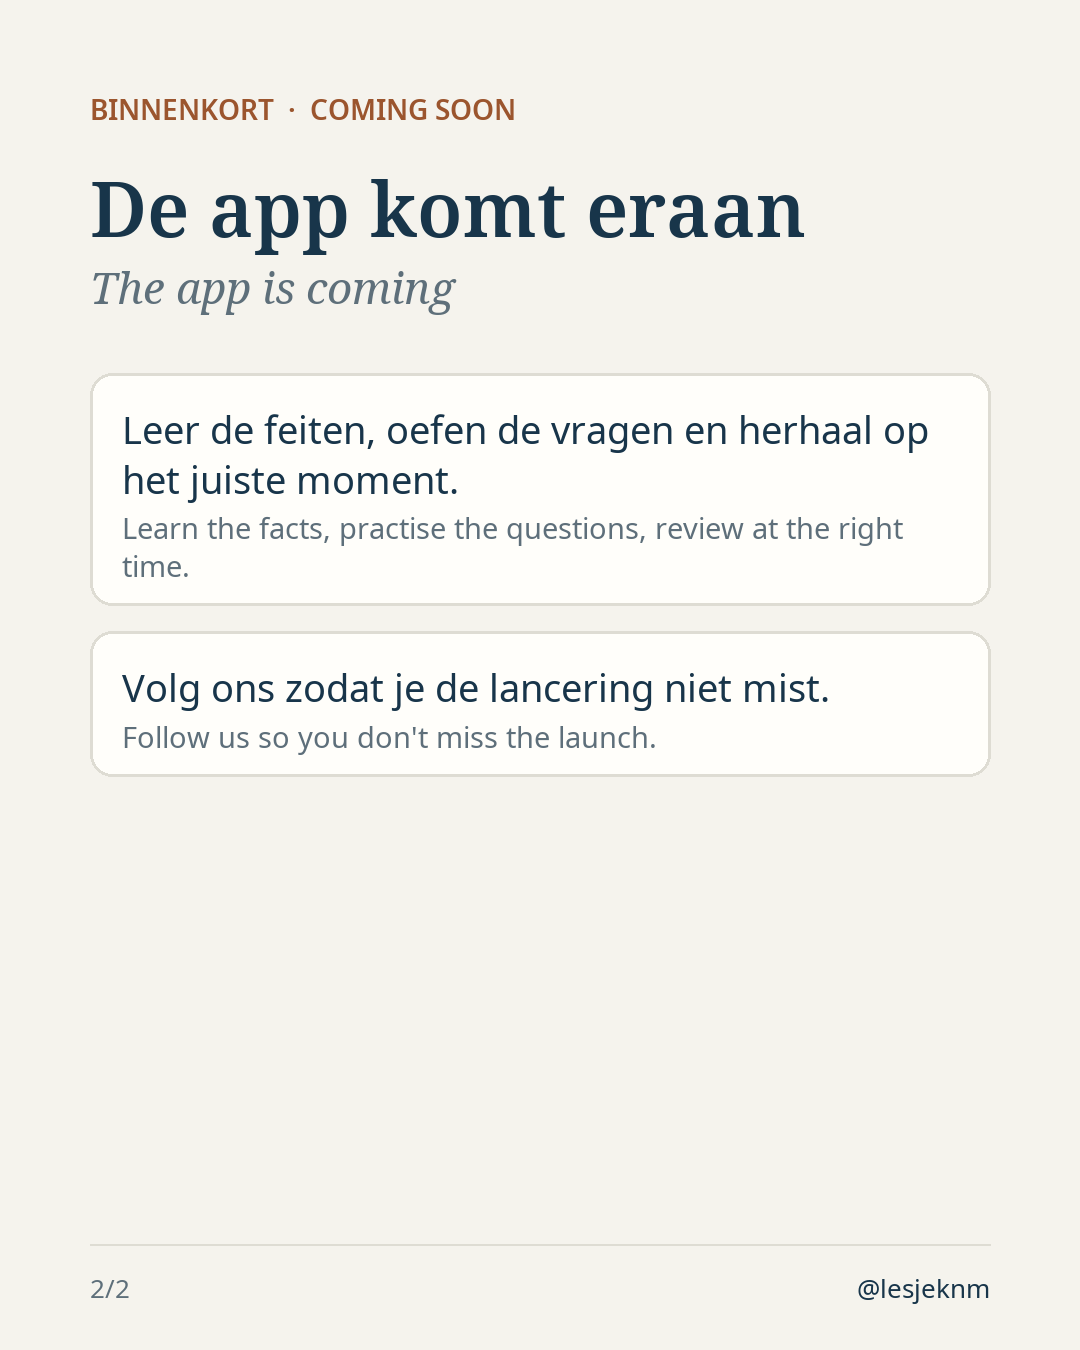 BINNENKORT · COMING SOON
De app komt eraan
The app is coming
Leer de feiten, oefen de vragen en herhaal op
het juiste moment.
Learn the facts, practise the questions, review at the right
time.
Volg ons zodat je de lancering niet mist.
Follow us so you don't miss the launch.
2/2
@lesjeknm